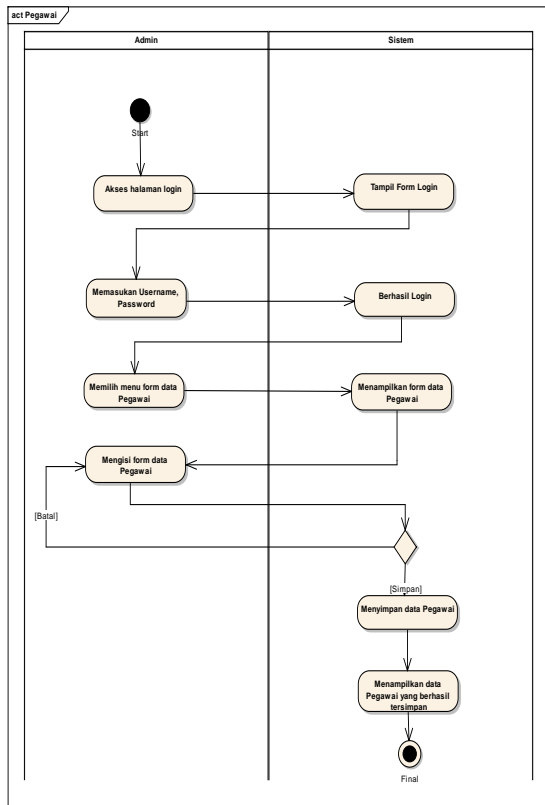 act Pegawai
Admin
Sistem
Start
Akses halaman login
Tampil Form Login
Memasukan Username,
Password
Berhasil Login
Memilih menu form data
Pegawai
Menampilkan form data
Pegawai
Mengisi form data
Pegawai
[Batal]
[Simpan]
Menyimpan data Pegawai
Menampilkan data
Pegawai yang berhasil
tersimpan
Final